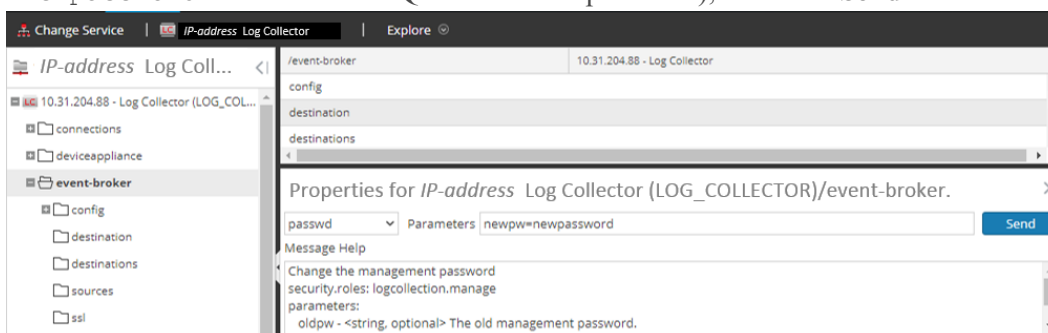 Change Service | IP-address Log Collector | Explore
IP-address Log Coll...
/event-broker 10.31.204.88 - Log Collector
config
destination
destinations
10.31.204.88 - Log Collector (LOG_COL...
connections
deviceappliance
event-broker
config
destination
destinations
sources
ssl
Properties for IP-address Log Collector (LOG_COLLECTOR)/event-broker.
passwd Parameters newpw=newpassword Send
Message Help
Change the management password
security.roles: logcollection.manage
parameters:
oldpw - <string, optional> The old management password.